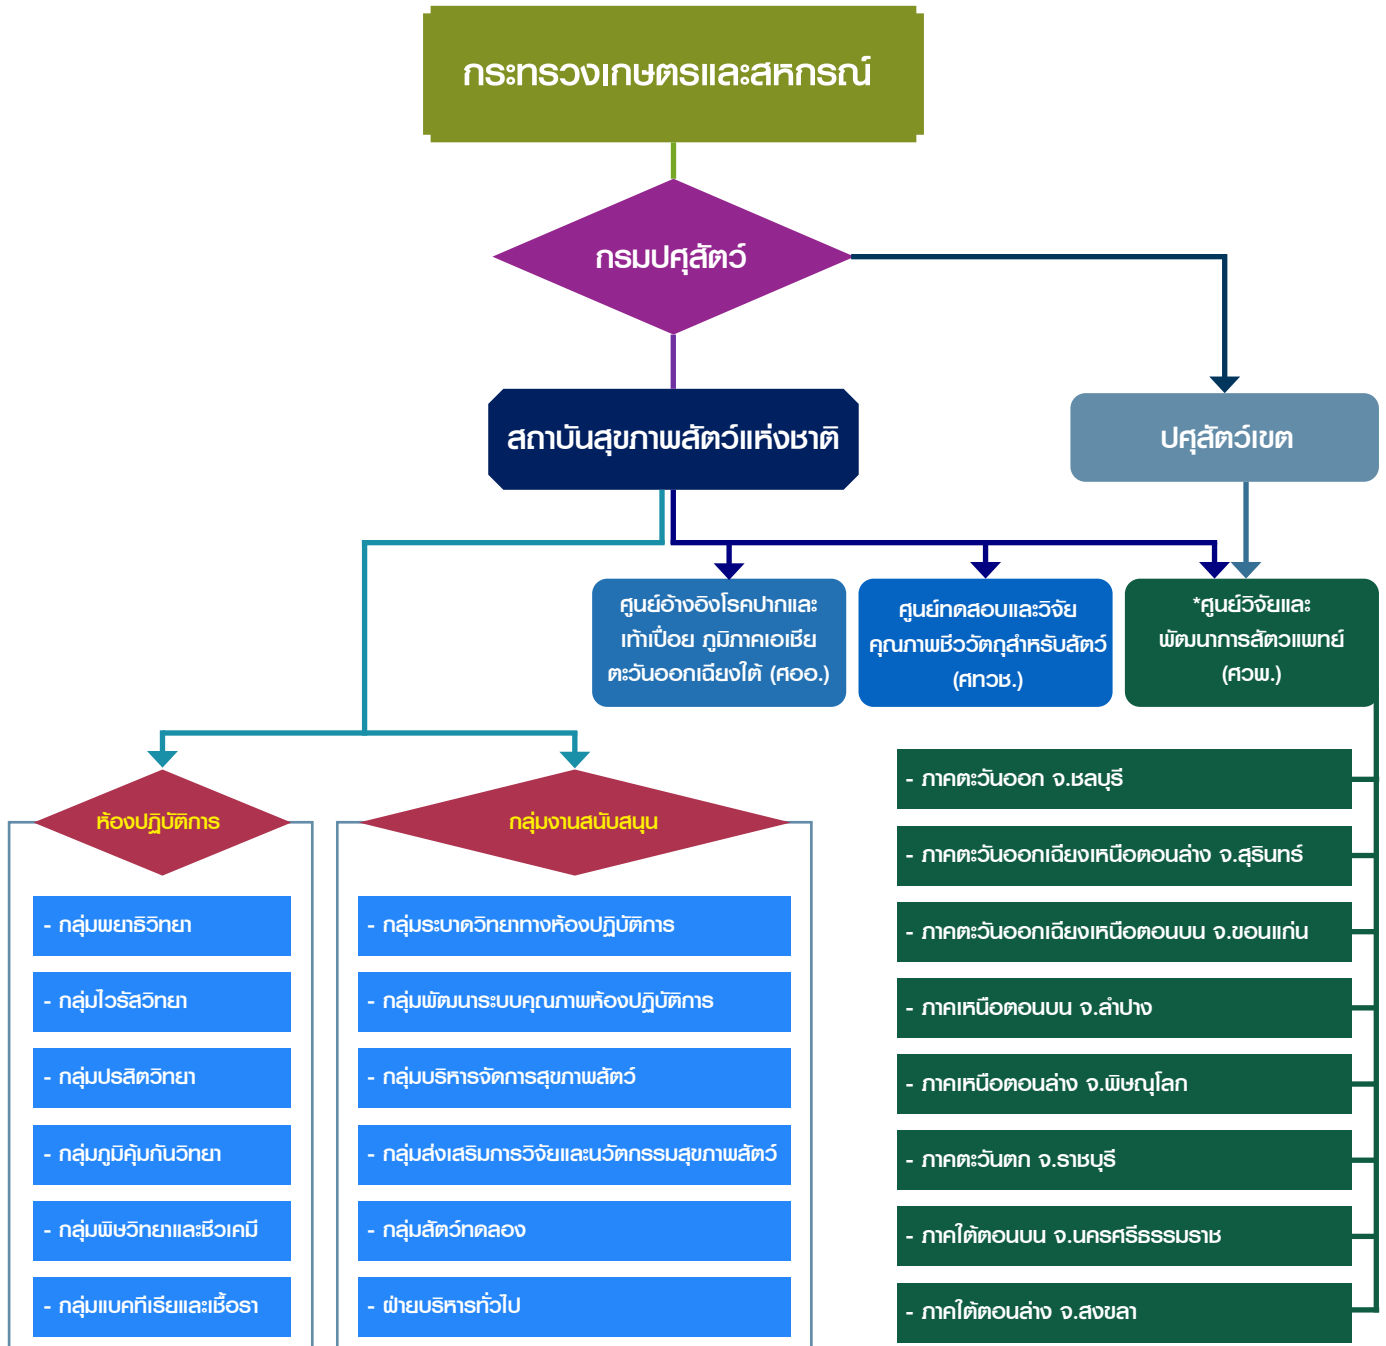 กระทรวงเกษตรและสหกรณ์
กรมปศุสัตว์
สถาบันสุขภาพสัตว์แห่งชาติ
ปศุสัตว์เขต
ศูนย์อ้างอิงโรคปากและ
เท้าเปื่อย ภูมิภาคเอเชีย
ตะวันออกเฉียงใต้ (ศออ.)
ศูนย์ทดสอบและวิจัย
คุณภาพชีววัตถุสำหรับสัตว์
(ศทวช.)
*ศูนย์วิจัยและ
พัฒนาการสัตวแพทย์
(ศวพ.)
ห้องปฏิบัติการ
- กลุ่มพยาธิวิทยา
- กลุ่มไวรัสวิทยา
- กลุ่มปรสิตวิทยา
- กลุ่มภูมิคุ้มกันวิทยา
- กลุ่มพิษวิทยาและชีวเคมี
- กลุ่มแบคทีเรียและเชื้อรา
กลุ่มงานสนับสนุน
- กลุ่มระบาดวิทยาทางห้องปฏิบัติการ
- กลุ่มพัฒนาระบบคุณภาพห้องปฏิบัติการ
- กลุ่มบริหารจัดการสุขภาพสัตว์
- กลุ่มส่งเสริมการวิจัยและนวัตกรรมสุขภาพสัตว์
- กลุ่มสัตว์ทดลอง
- ฝ่ายบริหารทั่วไป
- ภาคตะวันออก จ.ชลบุรี
- ภาคตะวันออกเฉียงเหนือตอนล่าง จ.สุรินทร์
- ภาคตะวันออกเฉียงเหนือตอนบน จ.ขอนแก่น
- ภาคเหนือตอนบน จ.ลำปาง
- ภาคเหนือตอนล่าง จ.พิษณุโลก
- ภาคตะวันตก จ.ราชบุรี
- ภาคใต้ตอนบน จ.นครศรีธรรมราช
- ภาคใต้ตอนล่าง จ.สงขลา